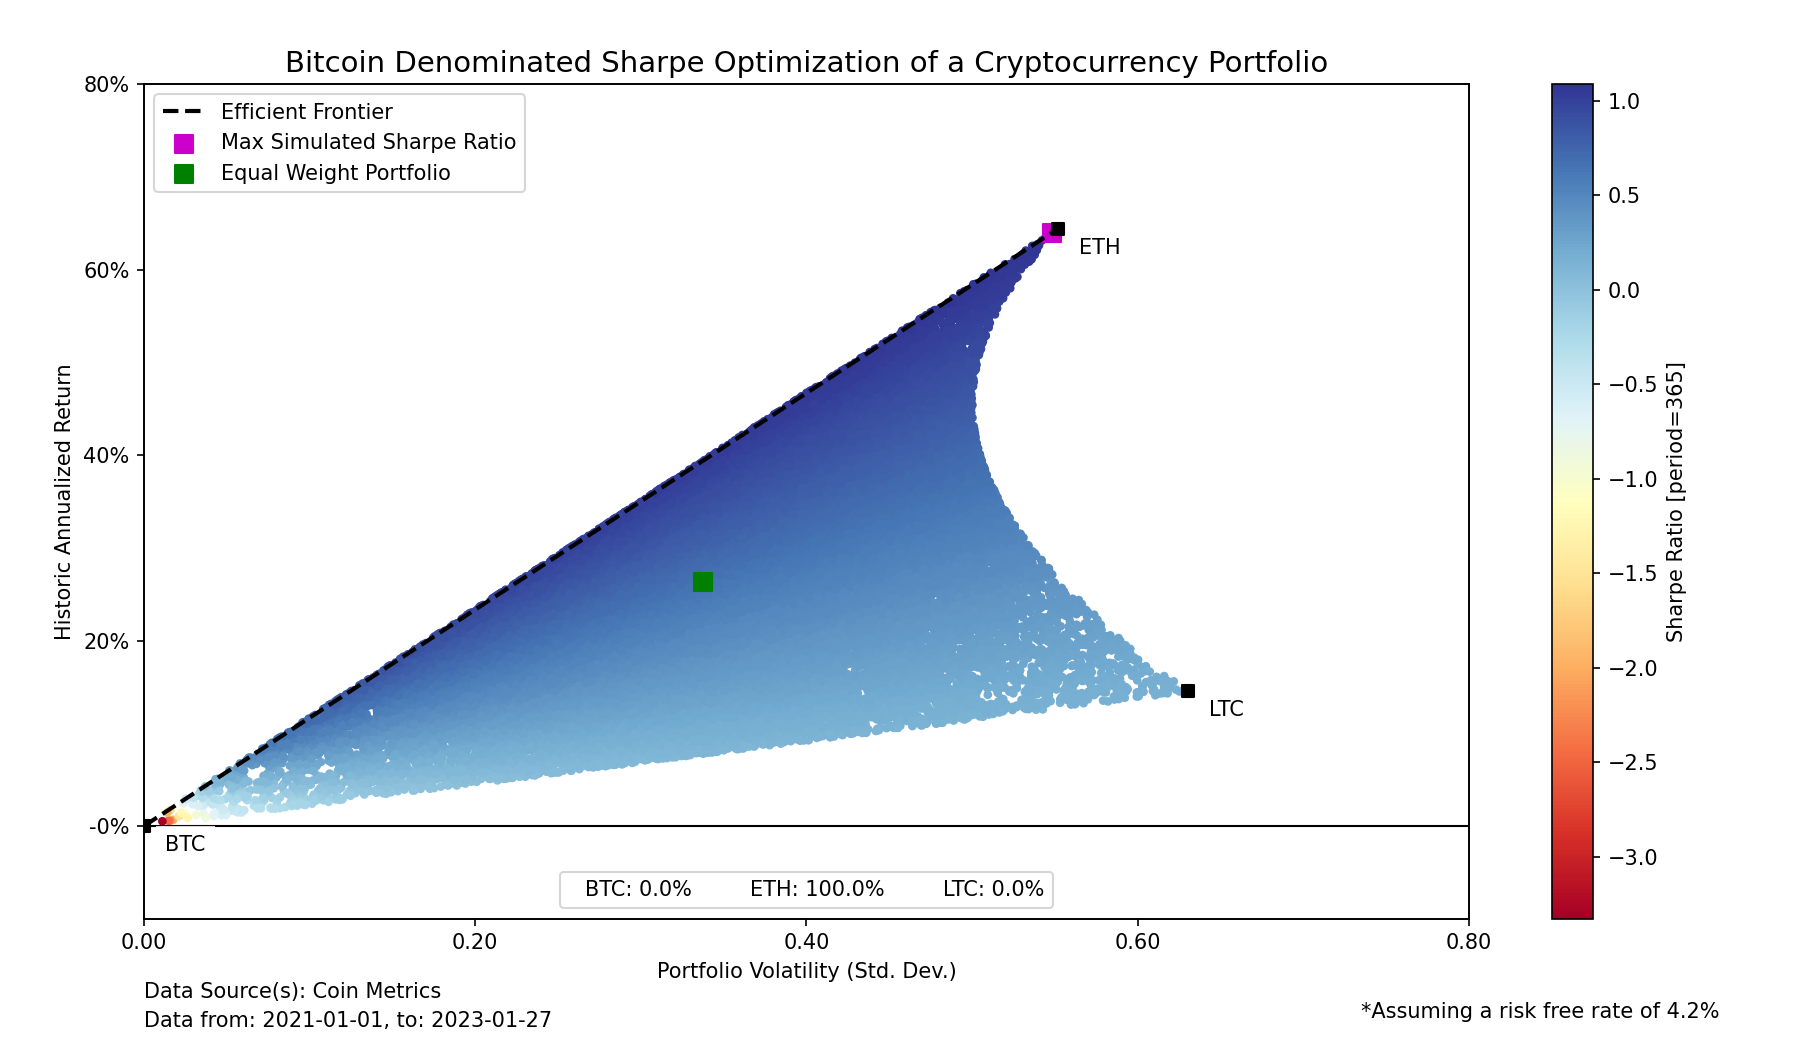 Bitcoin Denominated Sharpe Optimization of a Cryptocurrency Portfolio
80%
60%
40%
20%
-0%
Historic Annualized Return
Efficient Frontier
Max Simulated Sharpe Ratio
Equal Weight Portfolio
ETH
LTC
BTC
BTC: 0.0% ETH: 100.0% LTC: 0.0%
0.00 0.20 0.40 0.60 0.80
Portfolio Volatility (Std. Dev.)
1.0
0.5
0.0
−0.5
−1.0
−1.5
−2.0
−2.5
−3.0
Sharpe Ratio [period=365]
Data Source(s): Coin Metrics
Data from: 2021-01-01, to: 2023-01-27
*Assuming a risk free rate of 4.2%